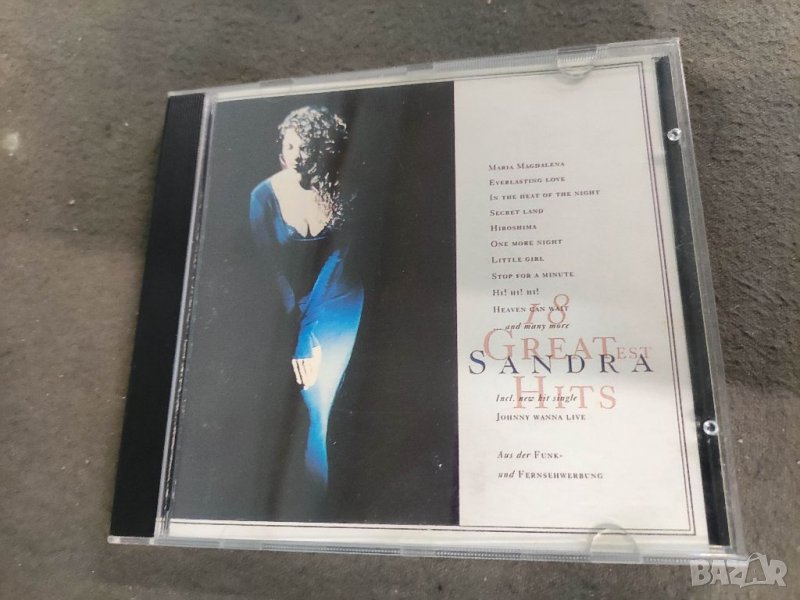 Maria Magdalena
Everlasting Love
In the heat of the night
Secret Land
Hiroshima
One more night
Little girl
Stop for a minute
Hi! Hi! Hi!
Heaven can wait
... and many more
18
GREATEST
SANDRA
HITS
Incl. new hit single
Johnny wanna live
Aus der Funk-
und Fernsehwerbung
BAZAR